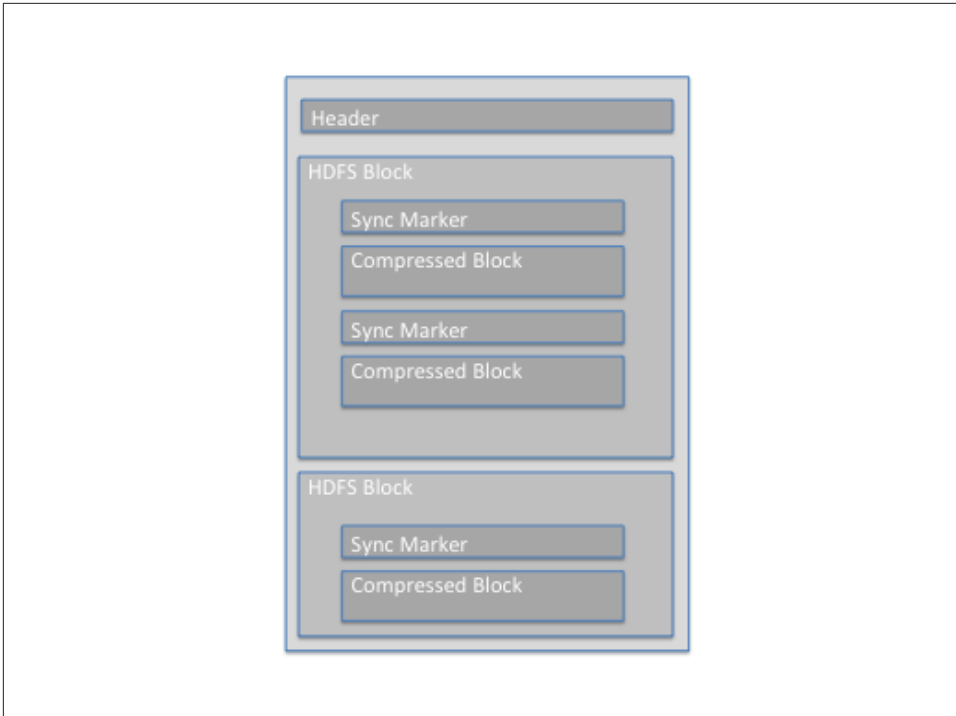 Header
HDFS Block
Sync Marker
Compressed Block
Sync Marker
Compressed Block
HDFS Block
Sync Marker
Compressed Block